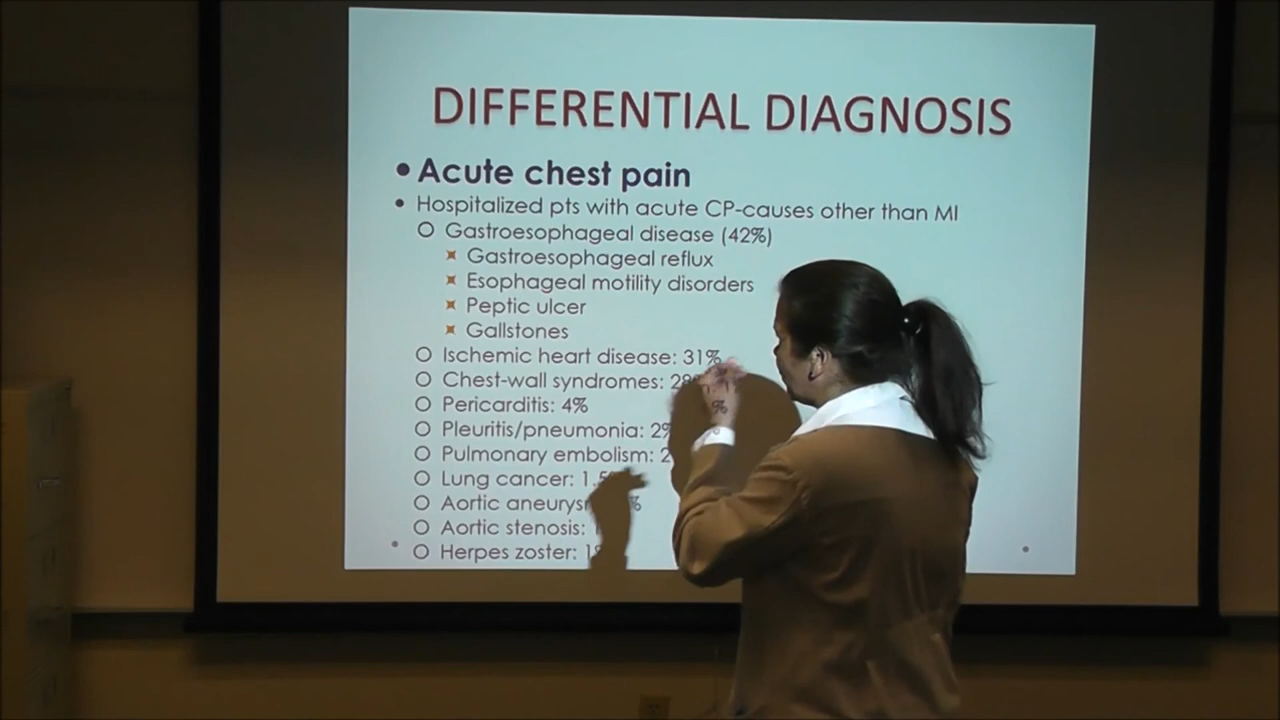 DIFFERENTIAL DIAGNOSIS
Acute chest pain
Hospitalized pts with acute CP-causes other than MI
Gastroesophageal disease (42%)
Gastroesophageal reflux
Esophageal motility disorders
Peptic ulcer
Gallstones
Ischemic heart disease: 31%
Chest-wall syndromes:
Pericarditis: 4%
Pleuritis/pneumonia:
Pulmonary embolism:
Lung cancer:
Aortic
Aortic stenosis:
Herpes zoster: